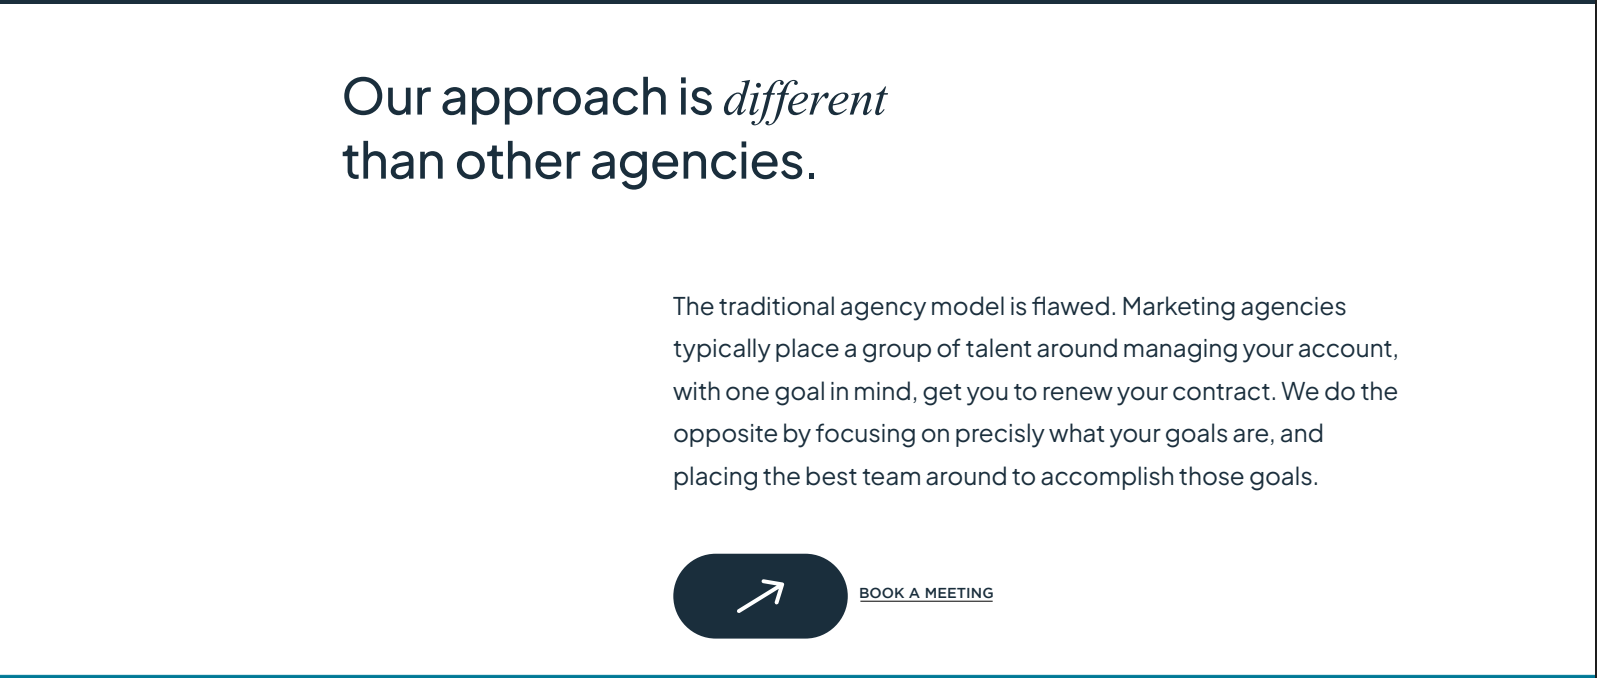 Our approach is different
than other agencies.
The traditional agency model is flawed. Marketing agencies
typically place a group of talent around managing your account,
with one goal in mind, get you to renew your contract. We do the
opposite by focusing on precisly what your goals are, and
placing the best team around to accomplish those goals.
BOOK A MEETING